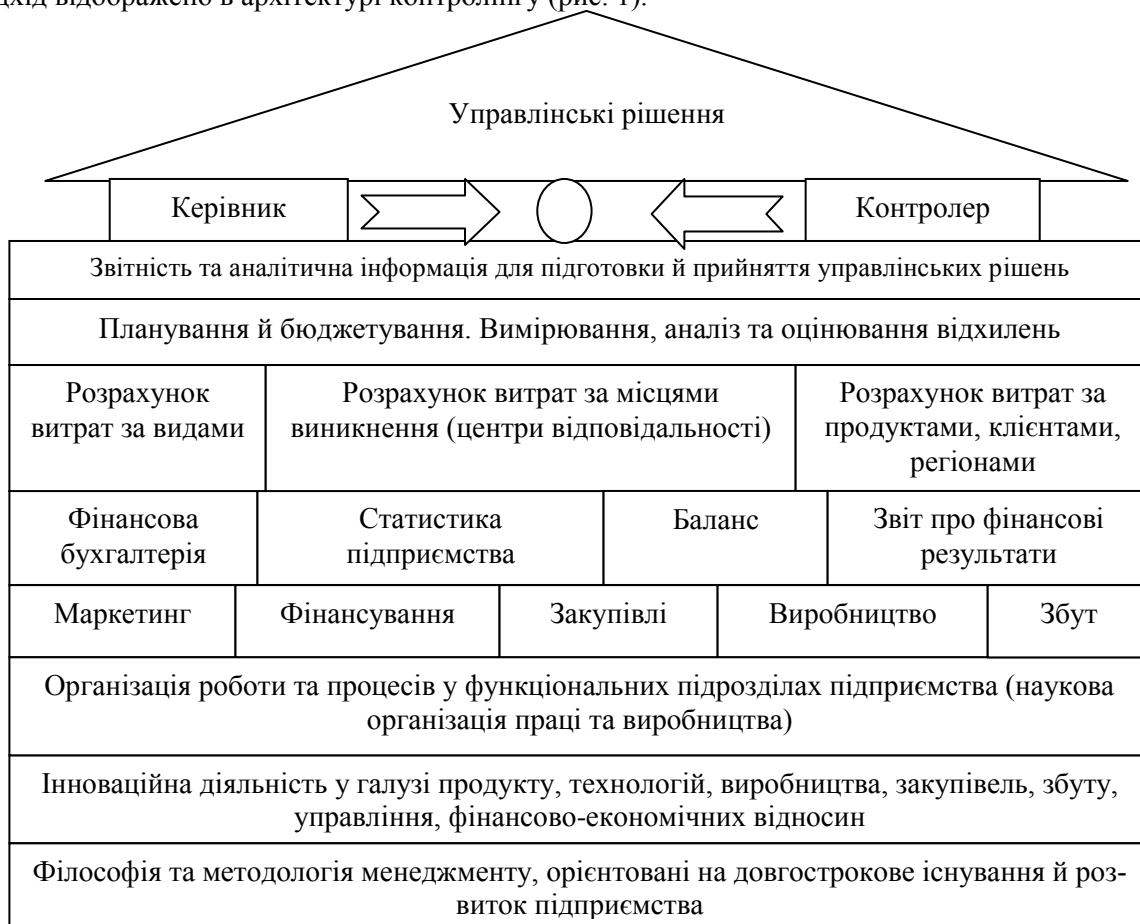 хід відображено в архітектурі контролінгу (рис. 1).
Управлінські рішення
Керівник
Контролер
Звітність та аналітична інформація для підготовки й прийняття управлінських рішень
Планування й бюджетування. Вимірювання, аналіз та оцінювання відхилень
Розрахунок
витрат за видами
Розрахунок витрат за місцями
виникнення (центри відповідальності)
Розрахунок витрат за
продуктами, клієнтами,
регіонами
Фінансова
бухгалтерія
Статистика
підприємства
Баланс
Звіт про фінансові
результати
Маркетинг
Фінансування
Закупівлі
Виробництво
Збут
Організація роботи та процесів у функціональних підрозділах підприємства (наукова
організація праці та виробництва)
Інноваційна діяльність у галузі продукту, технологій, виробництва, закупівель, збуту,
управління, фінансово-економічних відносин
Філософія та методологія менеджменту, орієнтовані на довгострокове існування й роз-
виток підприємства